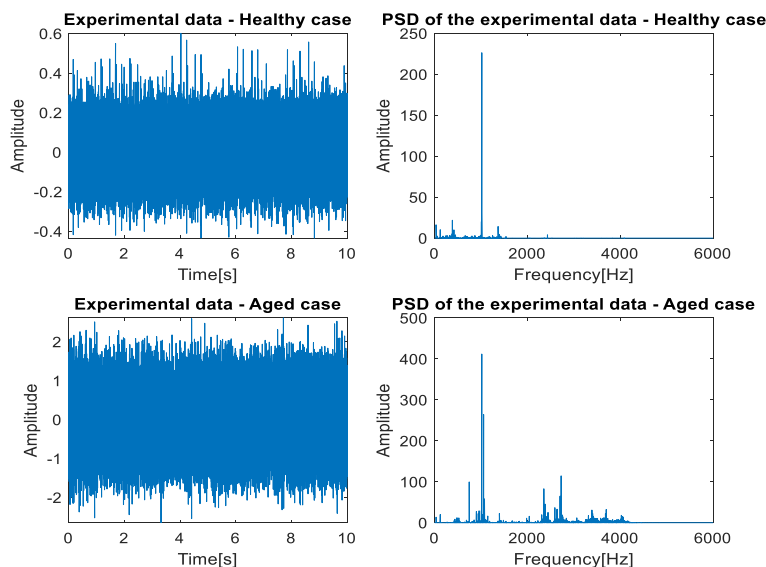 Experimental data - Healthy case
0.6
0.4
0.2
0
-0.2
-0.4
Amplitude
0 2 4 6 8 10
Time[s]
PSD of the experimental data - Healthy case
250
200
150
100
50
0
Amplitude
0 2000 4000 6000
Frequency[Hz]
Experimental data - Aged case
2
1
0
-1
-2
Amplitude
0 2 4 6 8 10
Time[s]
PSD of the experimental data - Aged case
500
400
300
200
100
0
Amplitude
0 2000 4000 6000
Frequency[Hz]